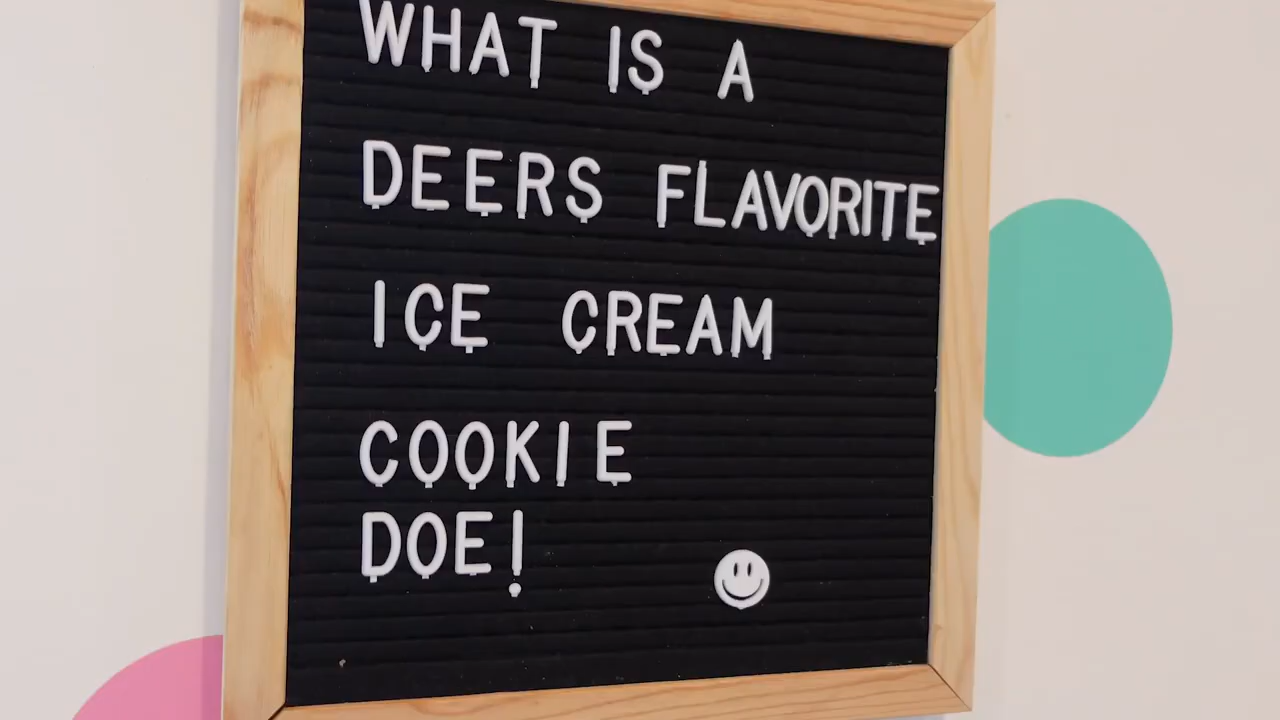 WHAT IS A
DEERS FLAVORITE
ICE CREAM
COOKIE
DOE!